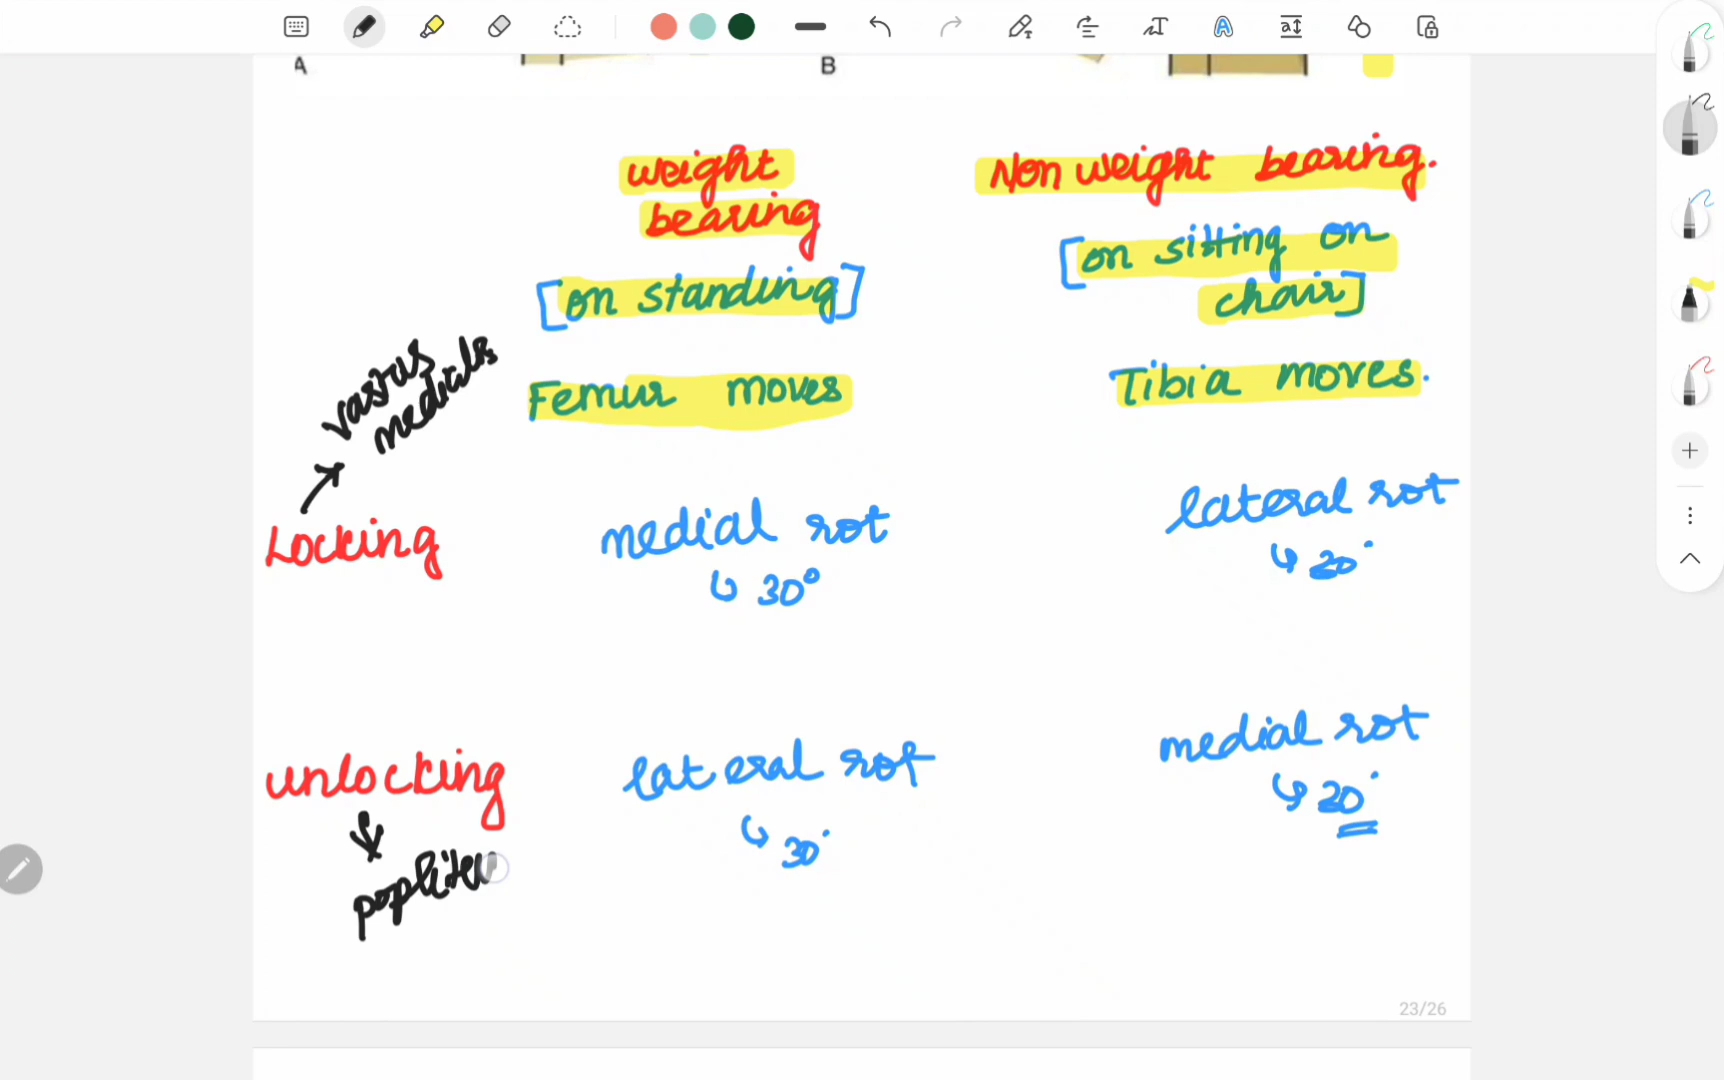 A B
weight
bearing
Non weight bearing.
[on standing]
[on sitting on
chair]
vastus
medialis
Femur moves
Tibia moves.
Locking
medial rot
↳ 30°
lateral rot
↳ 20°
unlocking
lateral rot
↳ 30°
medial rot
↳ 20°
popliteu
23/26